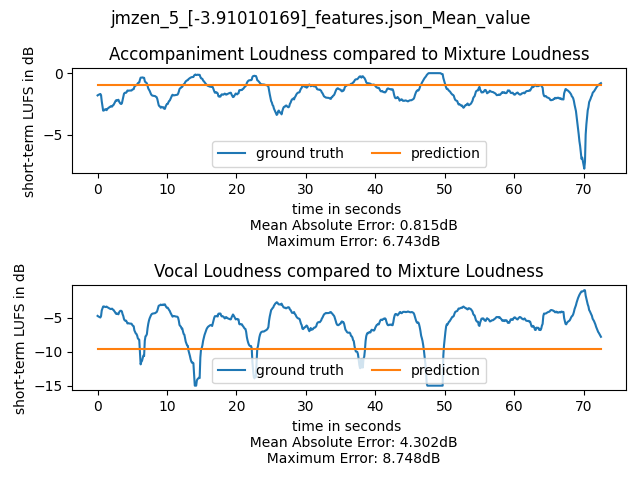 jmzen_5_[-3.91010169]_features.json_Mean_value
Accompaniment Loudness compared to Mixture Loudness
short-term LUFS in dB
0
−5
ground truth
prediction
0 10 20 30 40 50 60 70
time in seconds
Mean Absolute Error: 0.815dB
Maximum Error: 6.743dB
Vocal Loudness compared to Mixture Loudness
short-term LUFS in dB
−5
−10
−15
ground truth
prediction
0 10 20 30 40 50 60 70
time in seconds
Mean Absolute Error: 4.302dB
Maximum Error: 8.748dB